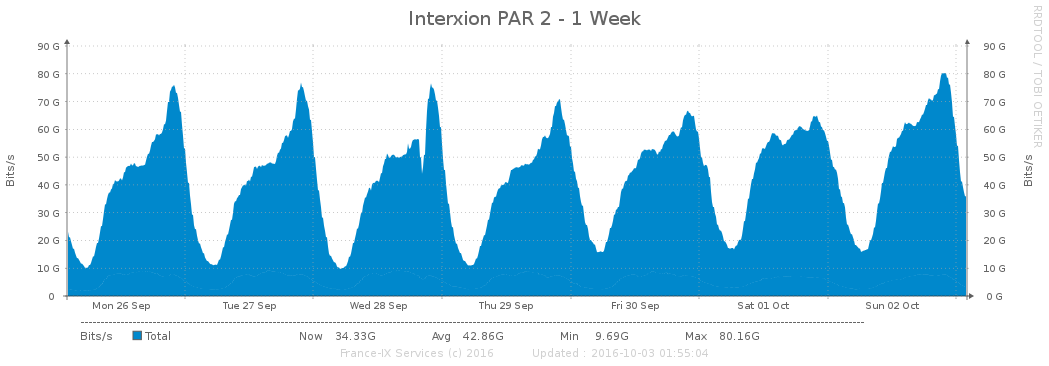 Interxion PAR 2 - 1 Week
RRDTOOL / TOBI OETIKER
90 G 90 G
80 G 80 G
70 G 70 G
60 G 60 G
50 G 50 G
40 G 40 G
30 G 30 G
20 G 20 G
10 G 10 G
0 0 G
Bits/s
Bits/s
Mon 26 Sep Tue 27 Sep Wed 28 Sep Thu 29 Sep Fri 30 Sep Sat 01 Oct Sun 02 Oct
Bits/s Total Now 34.33G Avg 42.86G Min 9.69G Max 80.16G
France-IX Services (c) 2016 Updated : 2016-10-03 01:55:04